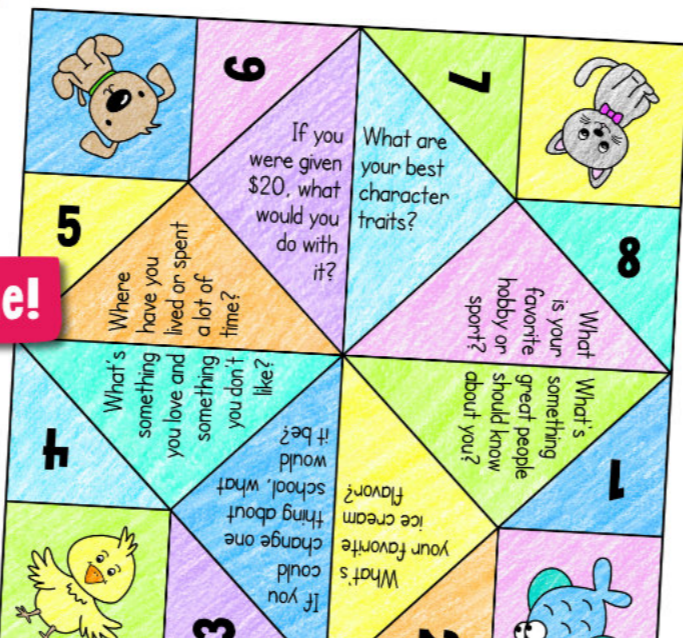 6
7
If you
were given
$20, what
would you
do with
it?
What are
your best
character
traits?
5
8
e!
Where
have you
lived or spent
a lot of
time?
What
is your
favorite
hobby or
sport?
What's
something
you love and
something
you don't
like?
What's
something
great people
should know
about you?
4
1
If you
could
change one
thing about
school, what
would
it be?
What's
your favorite
ice cream
flavor?
3
2